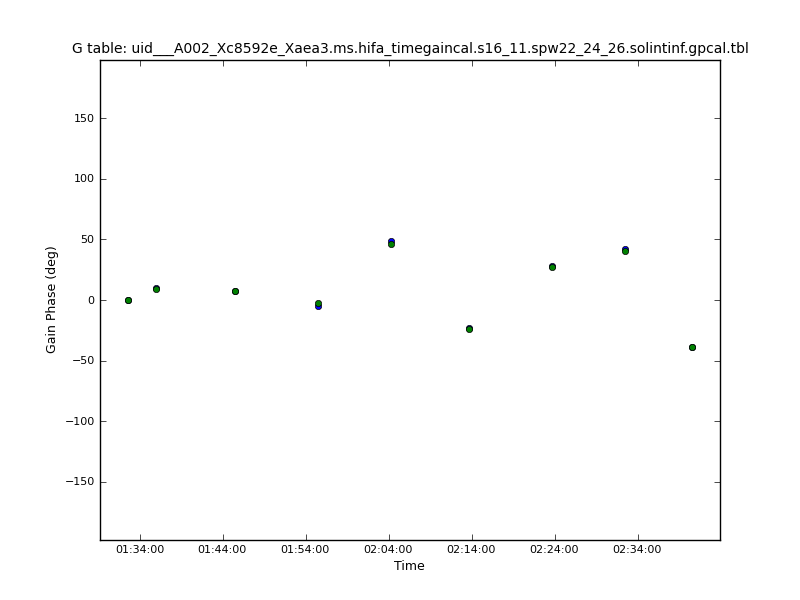 G table: uid___A002_Xc8592e_Xaea3.ms.hifa_timegaincal.s16_11.spw22_24_26.solintinf.gpcal.tbl
150
100
50
0
−50
−100
−150
Gain Phase (deg)
01:34:00 01:44:00 01:54:00 02:04:00 02:14:00 02:24:00 02:34:00
Time